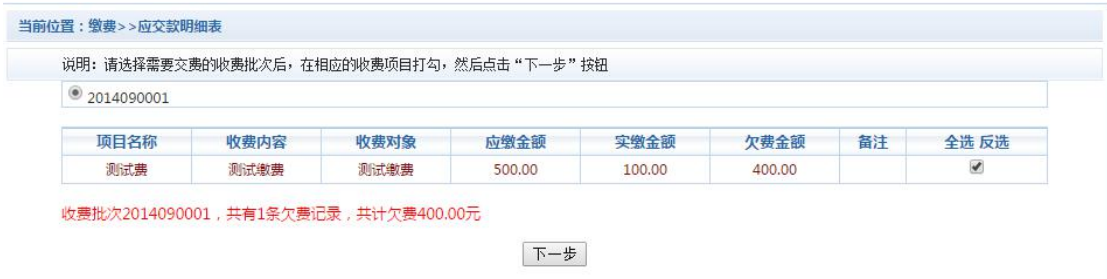 当前位置：缴费>>应交款明细表
说明：请选择需要交费的收费批次后，在相应的收费项目打勾，然后点击“下一步”按钮
2014090001
项目名称 收费内容 收费对象 应缴金额 实缴金额 欠费金额 备注 全选 反选
测试费 测试缴费 测试缴费 500.00 100.00 400.00
收费批次2014090001，共有1条欠费记录，共计欠费400.00元
下一步